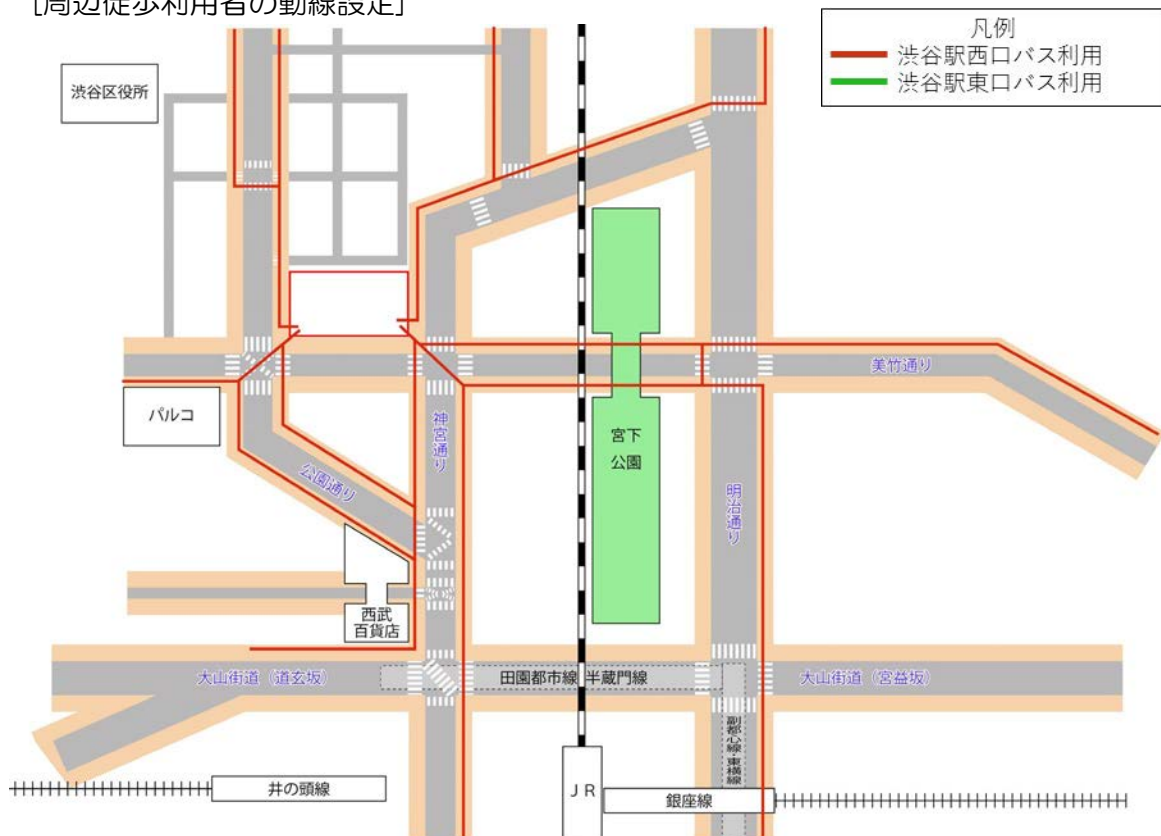 [周辺徒歩利用者の動線設定]
凡例
渋谷駅西口バス利用
渋谷駅東口バス利用
渋谷区役所
美竹通り
パルコ
神宮通り
宮下
公園
公園通り
明治通り
西武
百貨店
大山街道（道玄坂）
田園都市線 半蔵門線
大山街道（宮益坂）
副都心線・東横線
井の頭線
ＪＲ
銀座線